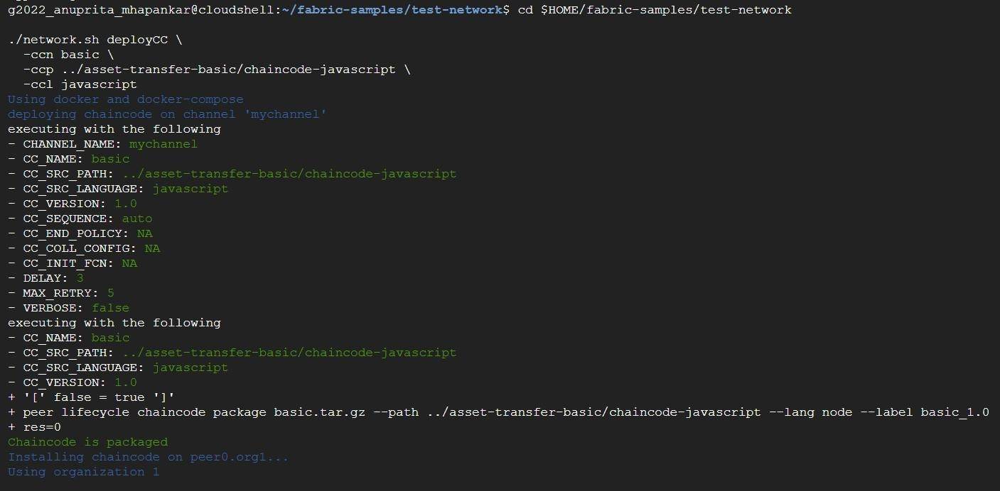 g2022_anuprita_mhapankar@cloudshell:~/fabric-samples/test-network$ cd $HOME/fabric-samples/test-network
./network.sh deployCC \
-ccn basic \
-ccp ../asset-transfer-basic/chaincode-javascript \
-ccl javascript
Using docker and docker-compose
deploying chaincode on channel 'mychannel'
executing with the following
- CHANNEL_NAME: mychannel
- CC_NAME: basic
- CC_SRC_PATH: ../asset-transfer-basic/chaincode-javascript
- CC_SRC_LANGUAGE: javascript
- CC_VERSION: 1.0
- CC_SEQUENCE: auto
- CC_END_POLICY: NA
- CC_COLL_CONFIG: NA
- CC_INIT_FCN: NA
- DELAY: 3
- MAX_RETRY: 5
- VERBOSE: false
executing with the following
- CC_NAME: basic
- CC_SRC_PATH: ../asset-transfer-basic/chaincode-javascript
- CC_SRC_LANGUAGE: javascript
- CC_VERSION: 1.0
+ '[' false = true ']'
+ peer lifecycle chaincode package basic.tar.gz --path ../asset-transfer-basic/chaincode-javascript --lang node --label basic_1.0
+ res=0
Chaincode is packaged
Installing chaincode on peer0.org1...
Using organization 1